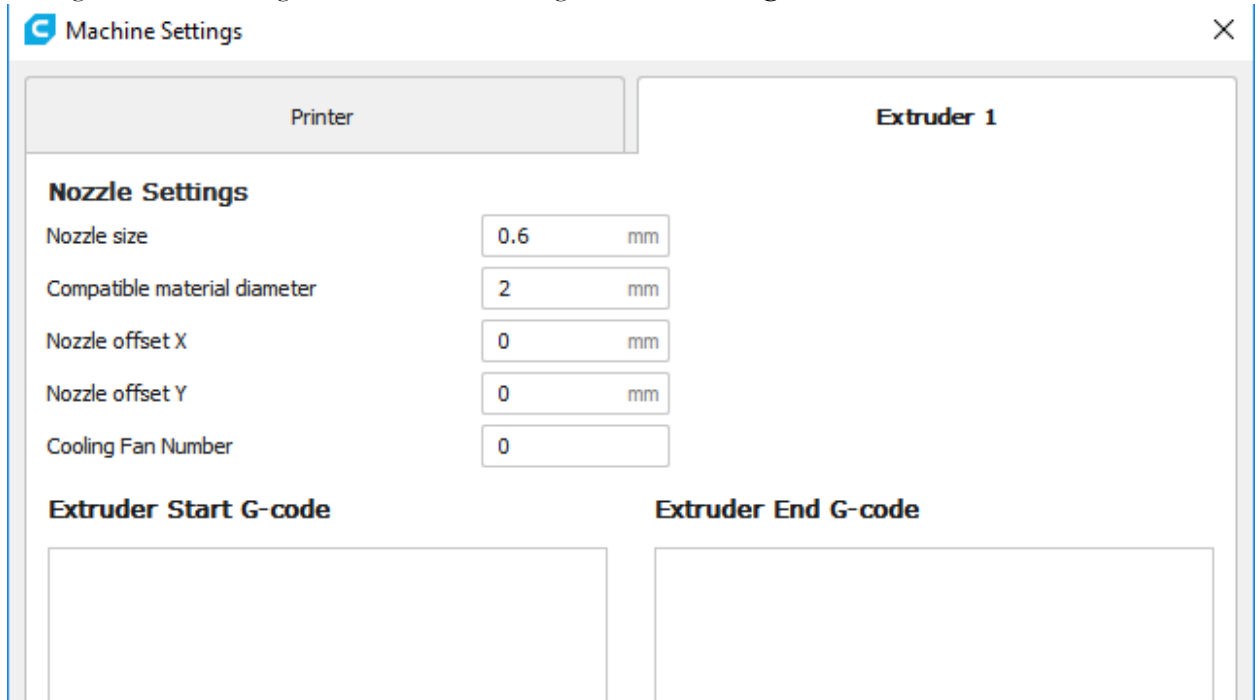 Machine Settings
Printer
Extruder 1
Nozzle Settings
Nozzle size 0.6 mm
Compatible material diameter 2 mm
Nozzle offset X 0 mm
Nozzle offset Y 0 mm
Cooling Fan Number 0
Extruder Start G-code
Extruder End G-code